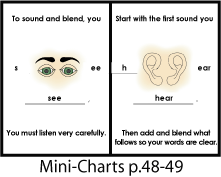 To sound and blend, you
s ee
see .
You must listen very carefully.
Start with the first sound you
h ear
hear .
Then add and blend what
follows so your words are clear.
Mini-Charts p.48-49